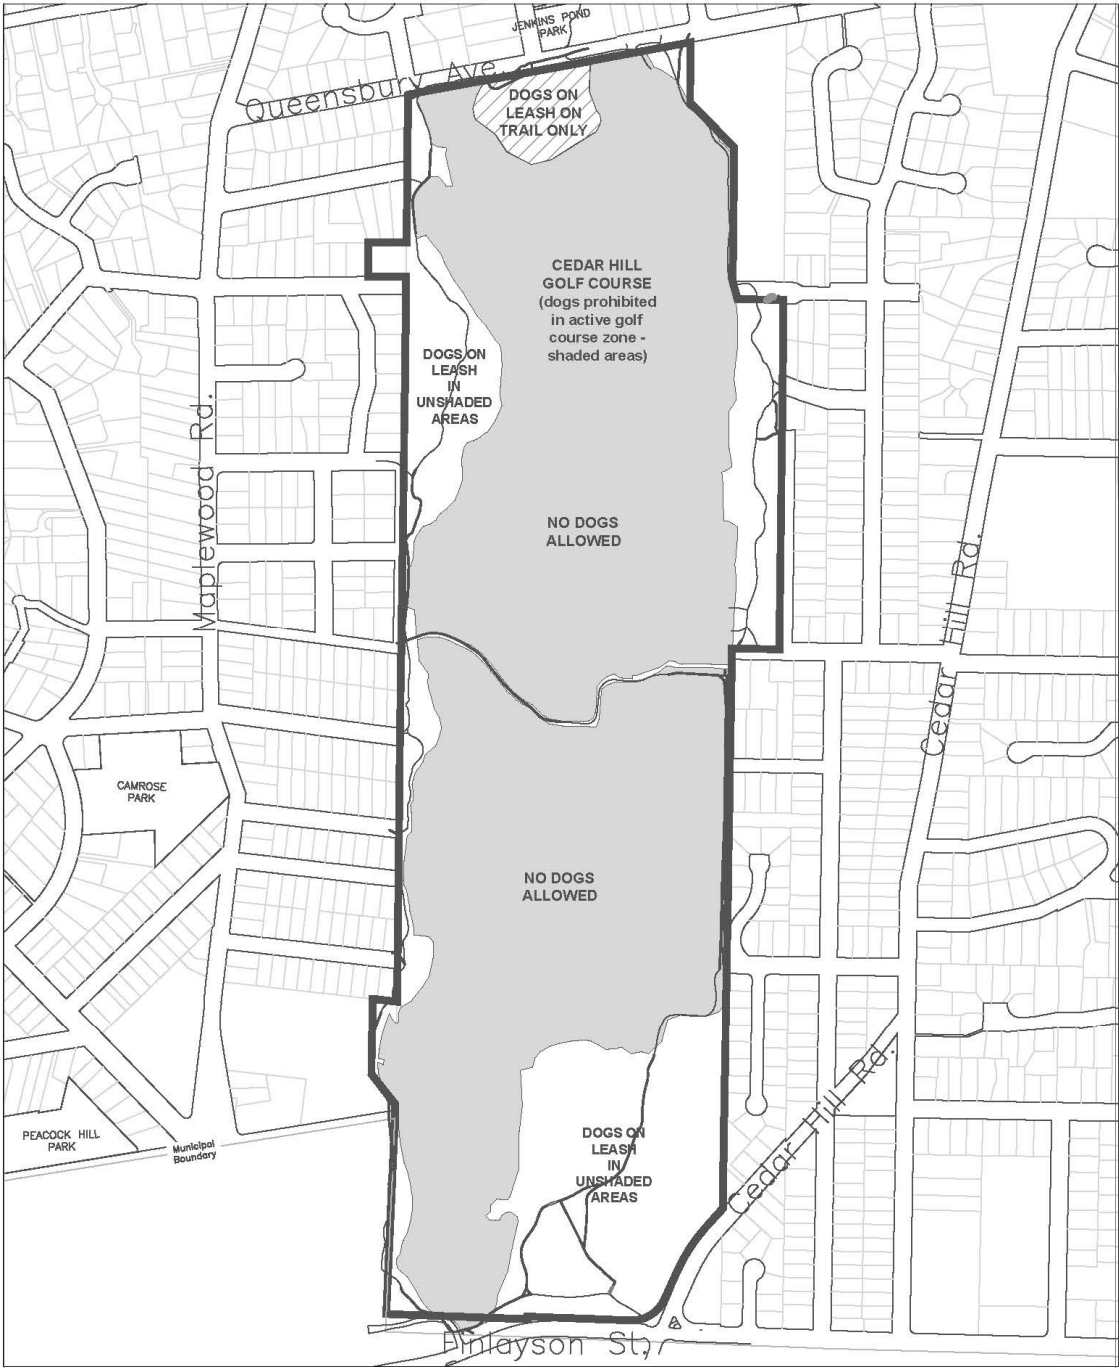 JENKINS POND
PARK
Queensbury Ave.
DOGS ON
LEASH ON
TRAIL ONLY
CEDAR HILL
GOLF COURSE
(dogs prohibited
in active golf
course zone -
shaded areas)
DOGS ON
LEASH
IN
UNSHADED
AREAS
Maplewood Rd.
NO DOGS
ALLOWED
Cedar Hill Rd.
CAMROSE
PARK
NO DOGS
ALLOWED
Cedar Hill Rd.
PEACOCK HILL
PARK
Municipal
Boundary
DOGS ON
LEASH
IN
UNSHADED
AREAS
Finlayson St.